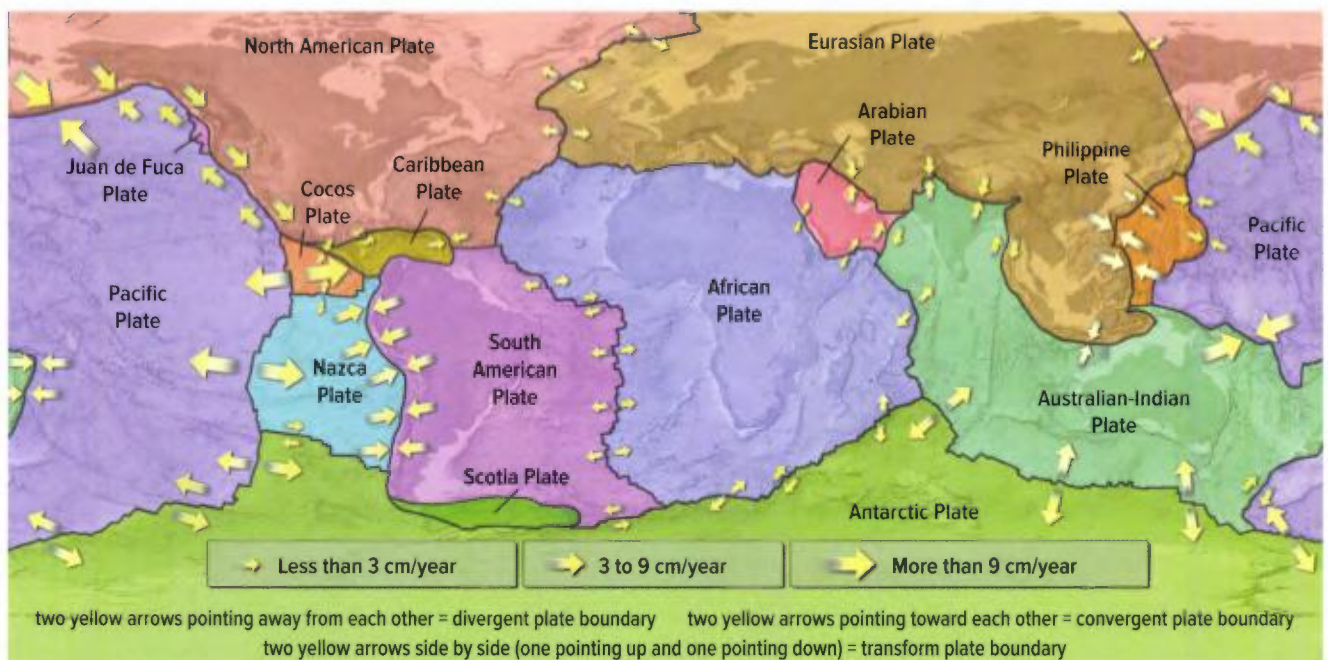 North American Plate
Eurasian Plate
Arabian
Plate
Philippine
Plate
Juan de Fuca
Plate
Cocos
Plate
Caribbean
Plate
Pacific
Plate
Pacific
Plate
African
Plate
South
American
Plate
Nazca
Plate
Australian-Indian
Plate
Scotia Plate
Antarctic Plate
Less than 3 cm/year
3 to 9 cm/year
More than 9 cm/year
two yellow arrows pointing away from each other = divergent plate boundary
two yellow arrows pointing toward each other = convergent plate boundary
two yellow arrows side by side (one pointing up and one pointing down) = transform plate boundary